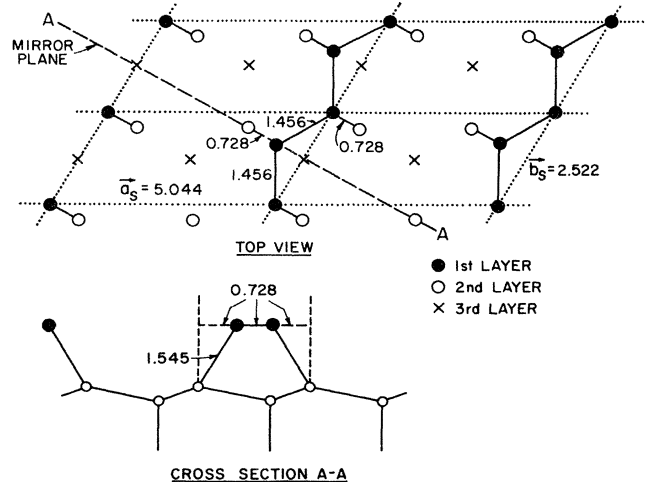 A
MIRROR
PLANE
1.456
0.728
0.728
1.456
a_s = 5.044
b_s = 2.522
A
TOP VIEW
1st LAYER
2nd LAYER
3rd LAYER
0.728
1.545
CROSS SECTION A-A